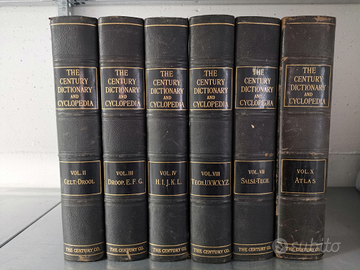 THE
CENTURY
DICTIONARY
AND
CYCLOPEDIA
VOL. II
CELT-DROOL.
THE CENTURY CO.
THE
CENTURY
DICTIONARY
AND
CYCLOPEDIA
VOL. III
DROOP, E, F, G.
THE CENTURY CO.
THE
CENTURY
DICTIONARY
AND
CYCLOPEDIA
VOL. IV
H, I, J, K, L.
THE CENTURY CO.
THE
CENTURY
DICTIONARY
AND
CYCLOPEDIA
VOL. VIII
TECH, U, V, W, X, Y, Z
THE CENTURY CO.
THE
CENTURY
DICTIONARY
AND
CYCLOPEDIA
VOL. VII
SALSI-TECH.
THE CENTURY CO.
THE
CENTURY
DICTIONARY
AND
CYCLOPEDIA
VOL. X
ATLAS
THE CENTURY CO.
subito